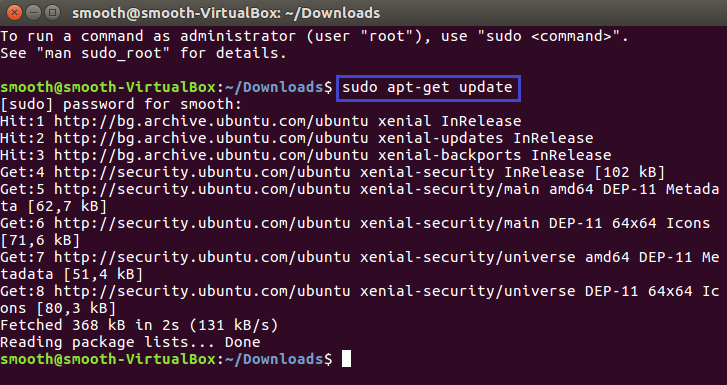 smooth@smooth-VirtualBox: ~/Downloads
To run a command as administrator (user "root"), use "sudo <command>".
See "man sudo_root" for details.
smooth@smooth-VirtualBox:~/Downloads$ sudo apt-get update
[sudo] password for smooth:
Hit:1 http://bg.archive.ubuntu.com/ubuntu xenial InRelease
Hit:2 http://bg.archive.ubuntu.com/ubuntu xenial-updates InRelease
Hit:3 http://bg.archive.ubuntu.com/ubuntu xenial-backports InRelease
Get:4 http://security.ubuntu.com/ubuntu xenial-security InRelease [102 kB]
Get:5 http://security.ubuntu.com/ubuntu xenial-security/main amd64 DEP-11 Metada
ta [62,7 kB]
Get:6 http://security.ubuntu.com/ubuntu xenial-security/main DEP-11 64x64 Icons
[71,6 kB]
Get:7 http://security.ubuntu.com/ubuntu xenial-security/universe amd64 DEP-11 Me
tadata [51,4 kB]
Get:8 http://security.ubuntu.com/ubuntu xenial-security/universe DEP-11 64x64 Ic
ons [80,3 kB]
Fetched 368 kB in 2s (131 kB/s)
Reading package lists... Done
smooth@smooth-VirtualBox:~/Downloads$